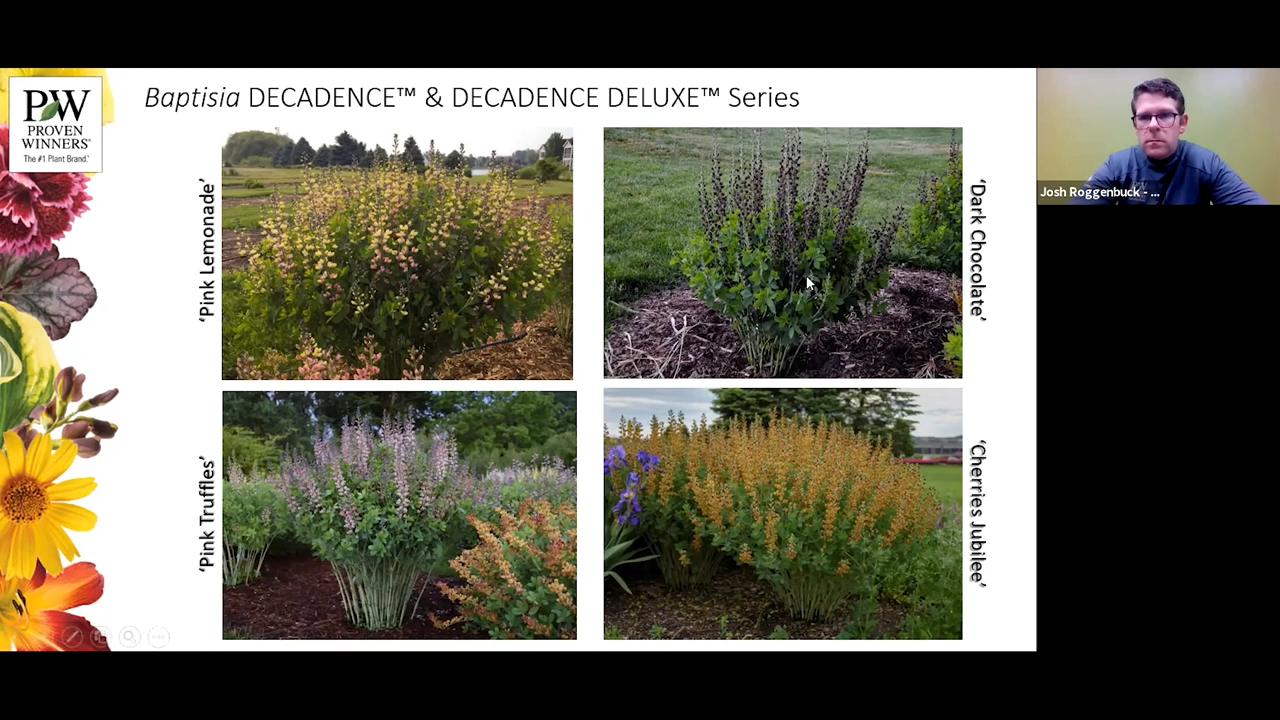 Baptisia DECADENCE™ & DECADENCE DELUXE™ Series
PW
PROVEN
WINNERS®
The #1 Plant Brand.®
'Pink Lemonade'
'Dark Chocolate'
'Pink Truffles'
'Cherries Jubilee'
Josh Roggenbuck - ...